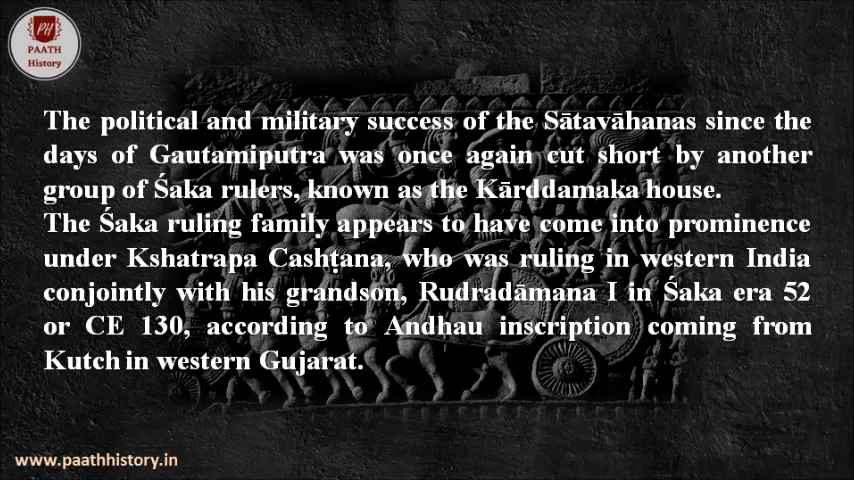 PH
PAATH
History
The political and military success of the Sātavāhanas since the
days of Gautamiputra was once again cut short by another
group of Śaka rulers, known as the Kārddamaka house.
The Śaka ruling family appears to have come into prominence
under Kshatrapa Cashṭana, who was ruling in western India
conjointly with his grandson, Rudradāmana I in Śaka era 52
or CE 130, according to Andhau inscription coming from
Kutch in western Gujarat.
www.paathhistory.in